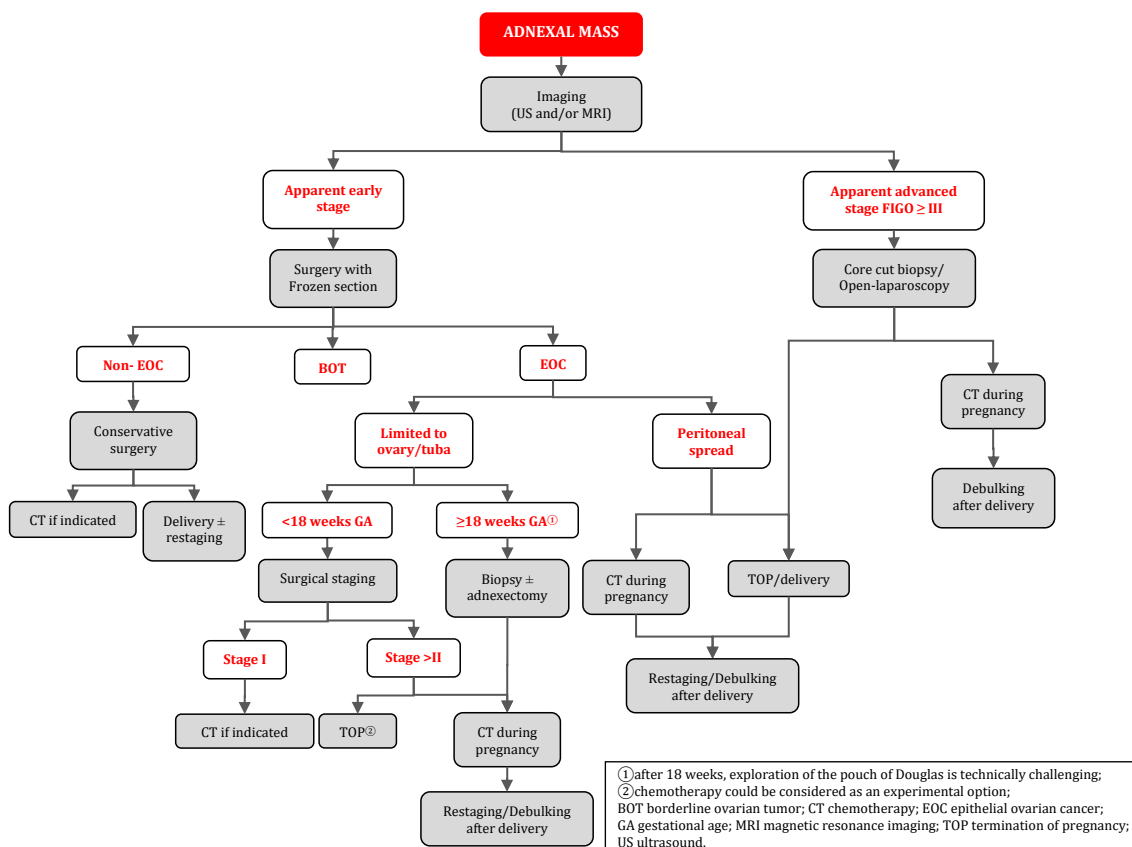 ADNEXAL MASS
Imaging
(US and/or MRI)
Apparent early
stage
Apparent advanced
stage FIGO ≥ III
Surgery with
Frozen section
Core cut biopsy/
Open-laparoscopy
Non- EOC
BOT
EOC
CT during
pregnancy
Conservative
surgery
Limited to
ovary/tuba
Peritoneal
spread
Debulking
after delivery
CT if indicated
Delivery ±
restaging
<18 weeks GA
≥18 weeks GA①
Surgical staging
Biopsy ±
adnexectomy
CT during
pregnancy
TOP/delivery
Stage I
Stage >II
Restaging/Debulking
after delivery
CT if indicated
TOP②
CT during
pregnancy
Restaging/Debulking
after delivery
①after 18 weeks, exploration of the pouch of Douglas is technically challenging;
②chemotherapy could be considered as an experimental option;
BOT borderline ovarian tumor; CT chemotherapy; EOC epithelial ovarian cancer;
GA gestational age; MRI magnetic resonance imaging; TOP termination of pregnancy;
US ultrasound.